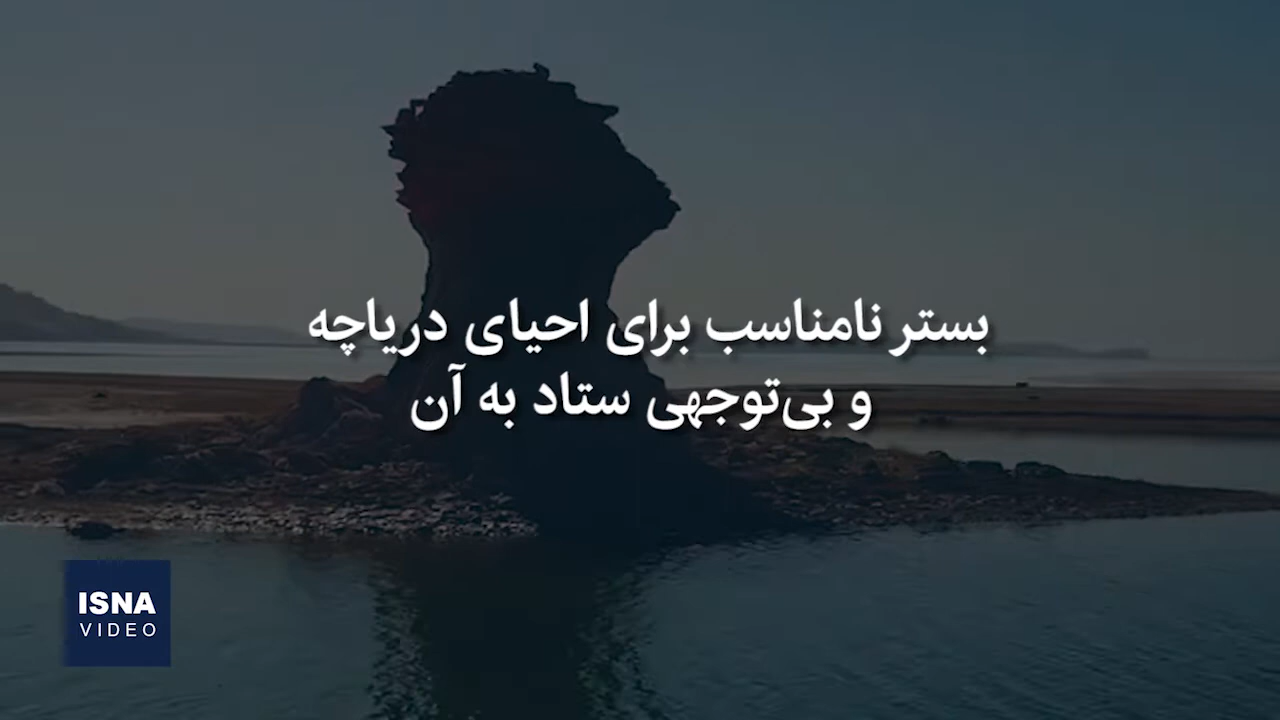 بستر نامناسب برای احیای دریاچه
و بی‌توجهی ستاد به آن
ISNA
VIDEO